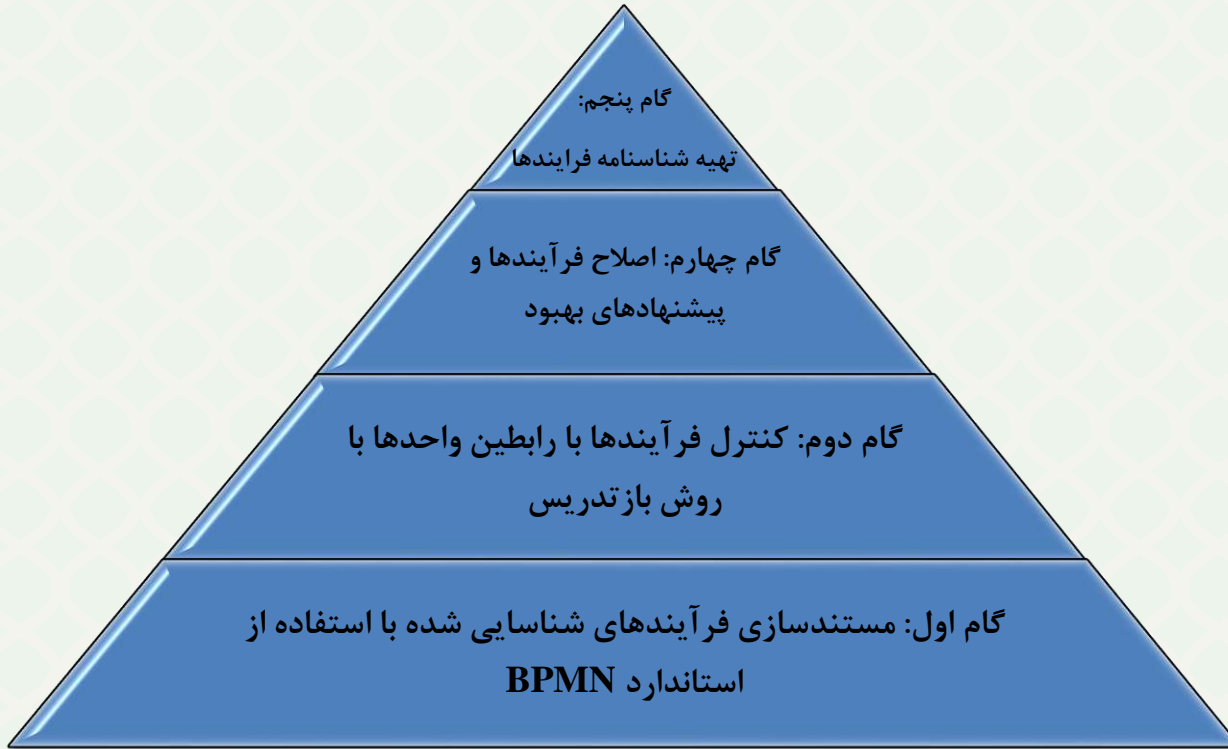 گام پنجم:
تهیه شناسنامه فرایندها
گام چهارم: اصلاح فرآیندها و
پیشنهادهای بهبود
گام دوم: کنترل فرآیندها با رابطین واحدها با
روش بازتدریس
گام اول: مستندسازی فرآیندهای شناسایی شده با استفاده از
استاندارد BPMN